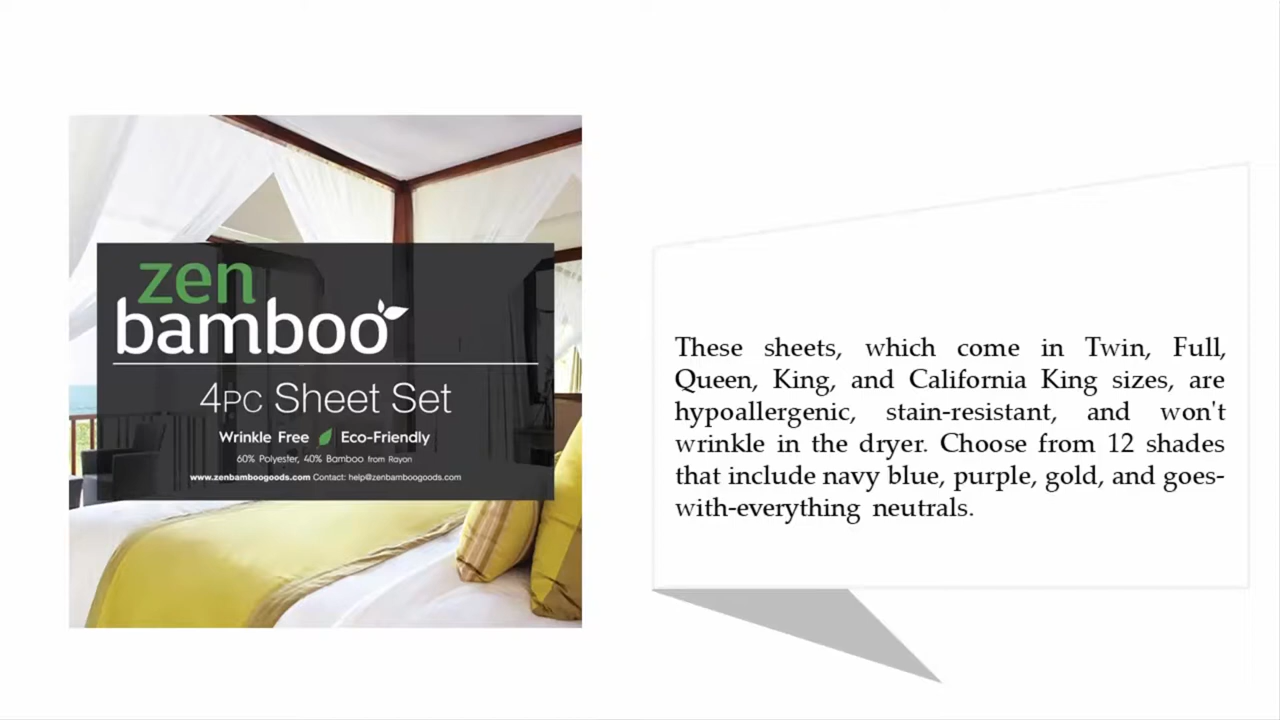 zen
bamboo
4PC Sheet Set
Wrinkle Free Eco-Friendly
60% Polyester, 40% Bamboo from Rayon
www.zenbamboogoods.com Contact: help@zenbamboogoods.com
These sheets, which come in Twin, Full,
Queen, King, and California King sizes, are
hypoallergenic, stain-resistant, and won't
wrinkle in the dryer. Choose from 12 shades
that include navy blue, purple, gold, and goes-
with-everything neutrals.